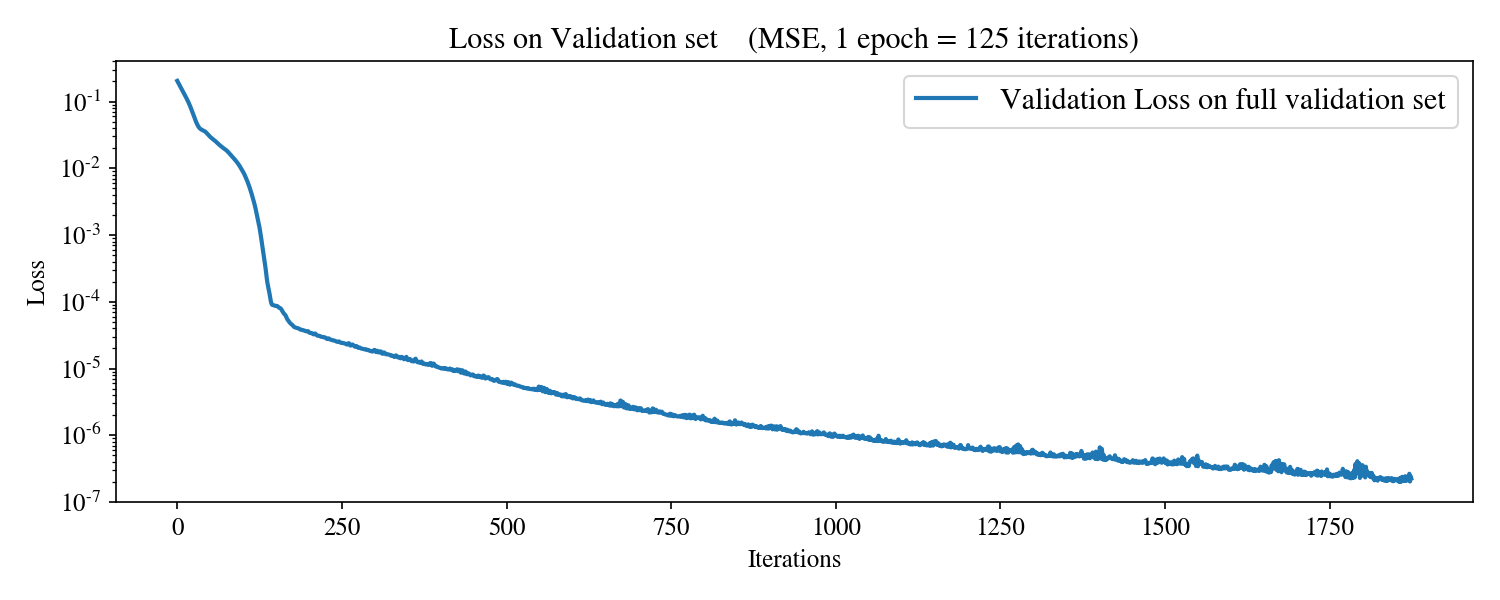 Loss on Validation set (MSE, 1 epoch = 125 iterations)
Validation Loss on full validation set
Loss
10⁻¹
10⁻²
10⁻³
10⁻⁴
10⁻⁵
10⁻⁶
10⁻⁷
0 250 500 750 1000 1250 1500 1750
Iterations